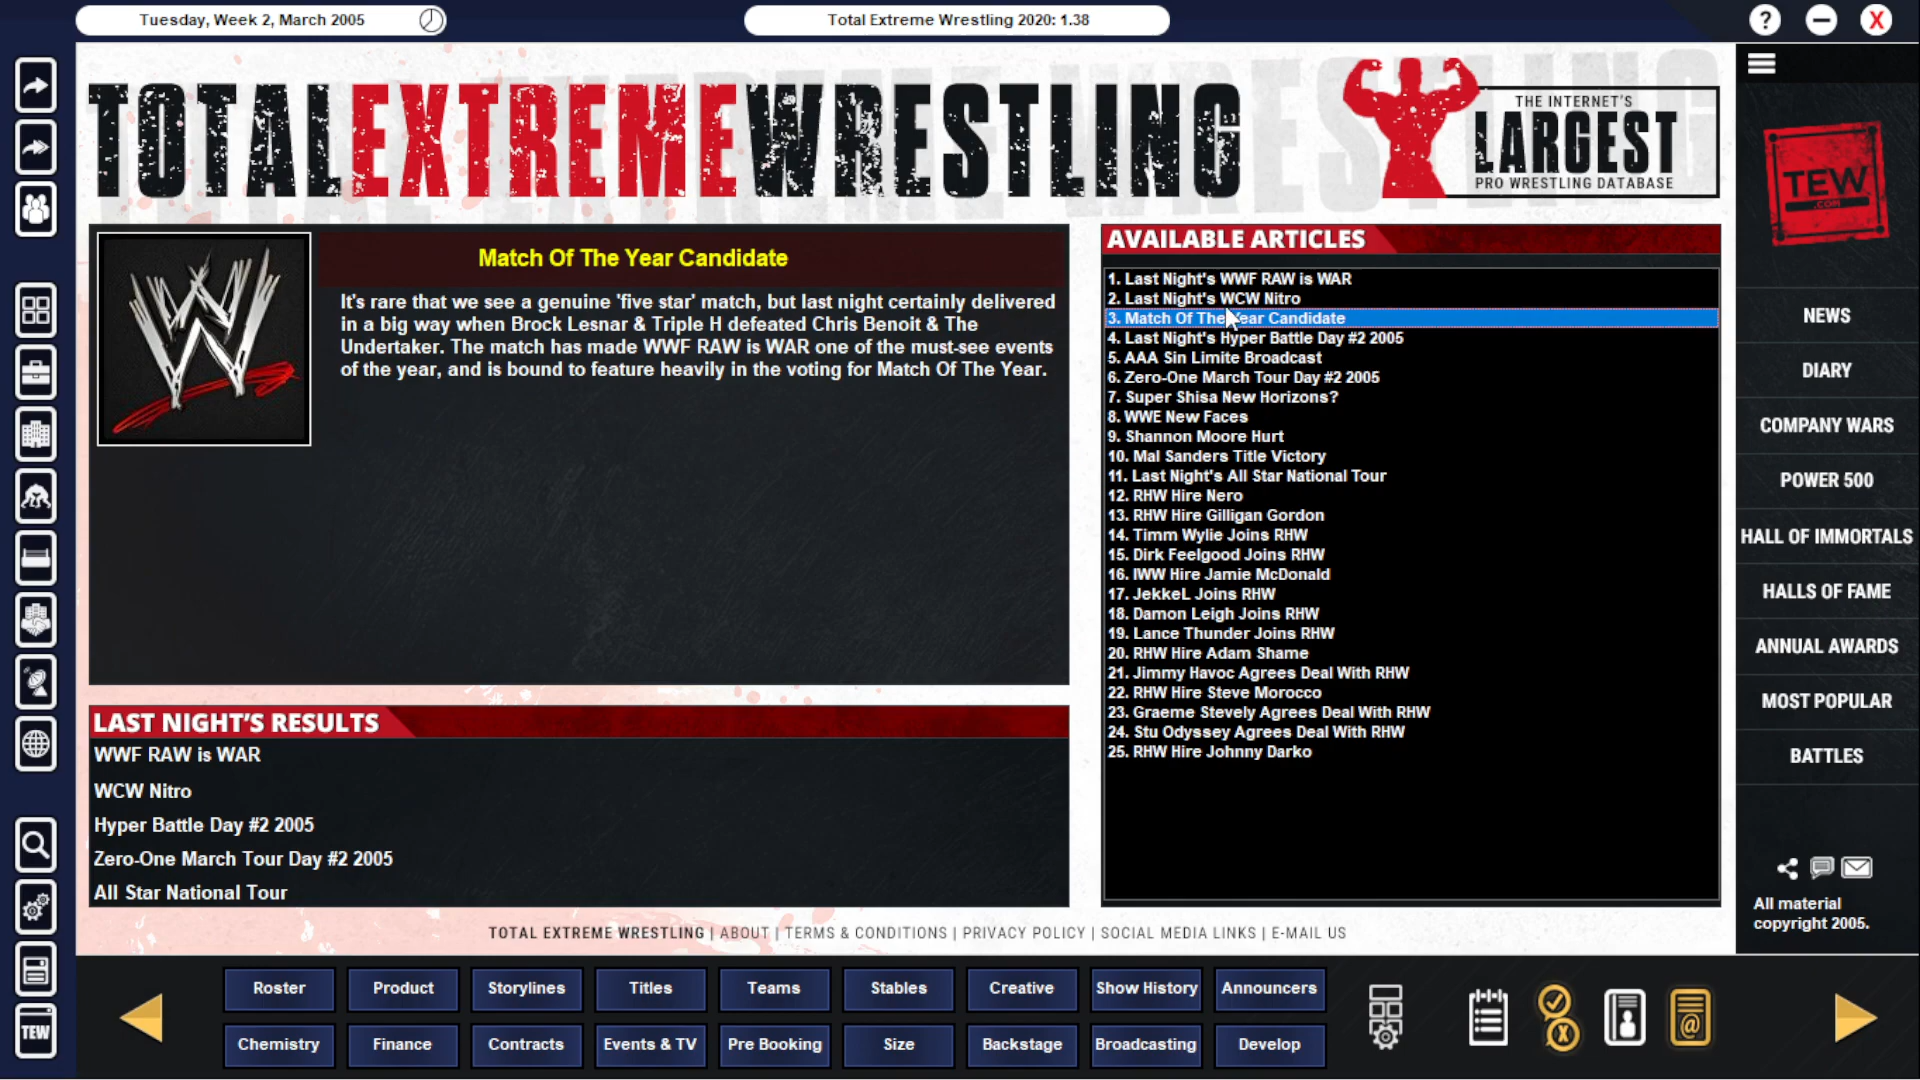 Tuesday, Week 2, March 2005
Total Extreme Wrestling 2020: 1.38
?
X
TOTALEXTREMEWRESTLING
THE INTERNET'S
LARGEST
PRO WRESTLING DATABASE
TEW
.COM
Match Of The Year Candidate
It's rare that we see a genuine 'five star' match, but last night certainly delivered
in a big way when Brock Lesnar & Triple H defeated Chris Benoit & The
Undertaker. The match has made WWF RAW is WAR one of the must-see events
of the year, and is bound to feature heavily in the voting for Match Of The Year.
AVAILABLE ARTICLES
1. Last Night's WWF RAW is WAR
2. Last Night's WCW Nitro
3. Match Of The Year Candidate
4. Last Night's Hyper Battle Day #2 2005
5. AAA Sin Limite Broadcast
6. Zero-One March Tour Day #2 2005
7. Super Shisa New Horizons?
8. WWE New Faces
9. Shannon Moore Hurt
10. Mal Sanders Title Victory
11. Last Night's All Star National Tour
12. RHW Hire Nero
13. RHW Hire Gilligan Gordon
14. Timm Wylie Joins RHW
15. Dirk Feelgood Joins RHW
16. IWW Hire Jamie McDonald
17. JekkeL Joins RHW
18. Damon Leigh Joins RHW
19. Lance Thunder Joins RHW
20. RHW Hire Adam Shame
21. Jimmy Havoc Agrees Deal With RHW
22. RHW Hire Steve Morocco
23. Graeme Stevely Agrees Deal With RHW
24. Stu Odyssey Agrees Deal With RHW
25. RHW Hire Johnny Darko
NEWS
DIARY
COMPANY WARS
POWER 500
HALL OF IMMORTALS
HALLS OF FAME
ANNUAL AWARDS
MOST POPULAR
BATTLES
All material
copyright 2005.
LAST NIGHT'S RESULTS
WWF RAW is WAR
WCW Nitro
Hyper Battle Day #2 2005
Zero-One March Tour Day #2 2005
All Star National Tour
TOTAL EXTREME WRESTLING | ABOUT | TERMS & CONDITIONS | PRIVACY POLICY | SOCIAL MEDIA LINKS | E-MAIL US
Roster Product Storylines Titles Teams Stables Creative Show History Announcers
Chemistry Finance Contracts Events & TV Pre Booking Size Backstage Broadcasting Develop
TEW